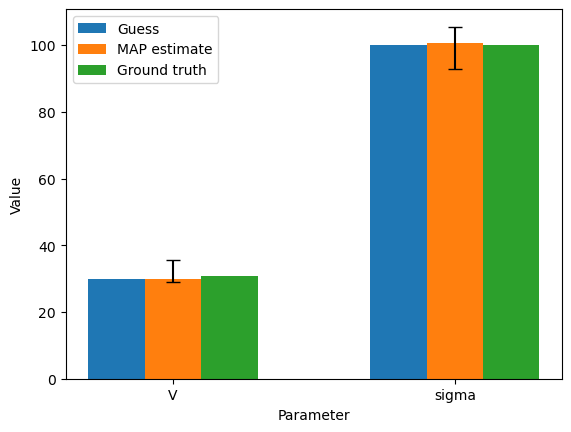 Guess
MAP estimate
Ground truth
Value
100
80
60
40
20
0
V
sigma
Parameter